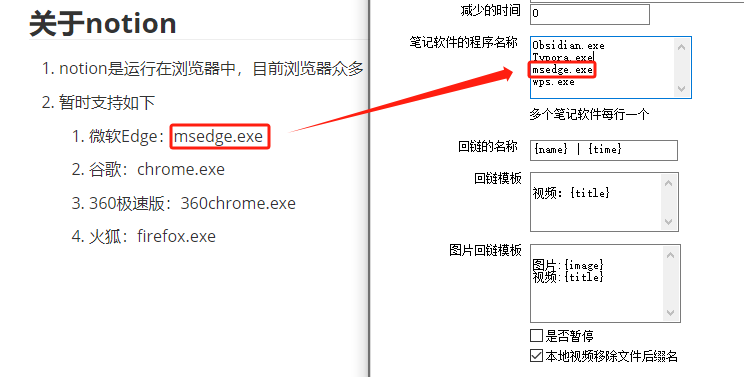 关于notion
1. notion是运行在浏览器中，目前浏览器众多
2. 暂时支持如下
1. 微软Edge：msedge.exe
2. 谷歌：chrome.exe
3. 360极速版：360chrome.exe
4. 火狐：firefox.exe
减少的时间
0
笔记软件的程序名称
Obsidian.exe
Typora.exe
msedge.exe
wps.exe
多个笔记软件每行一个
回链的名称
{name} | {time}
回链模板
视频: {title}
图片回链模板
图片:{image}
视频:{title}
是否暂停
本地视频移除文件后缀名